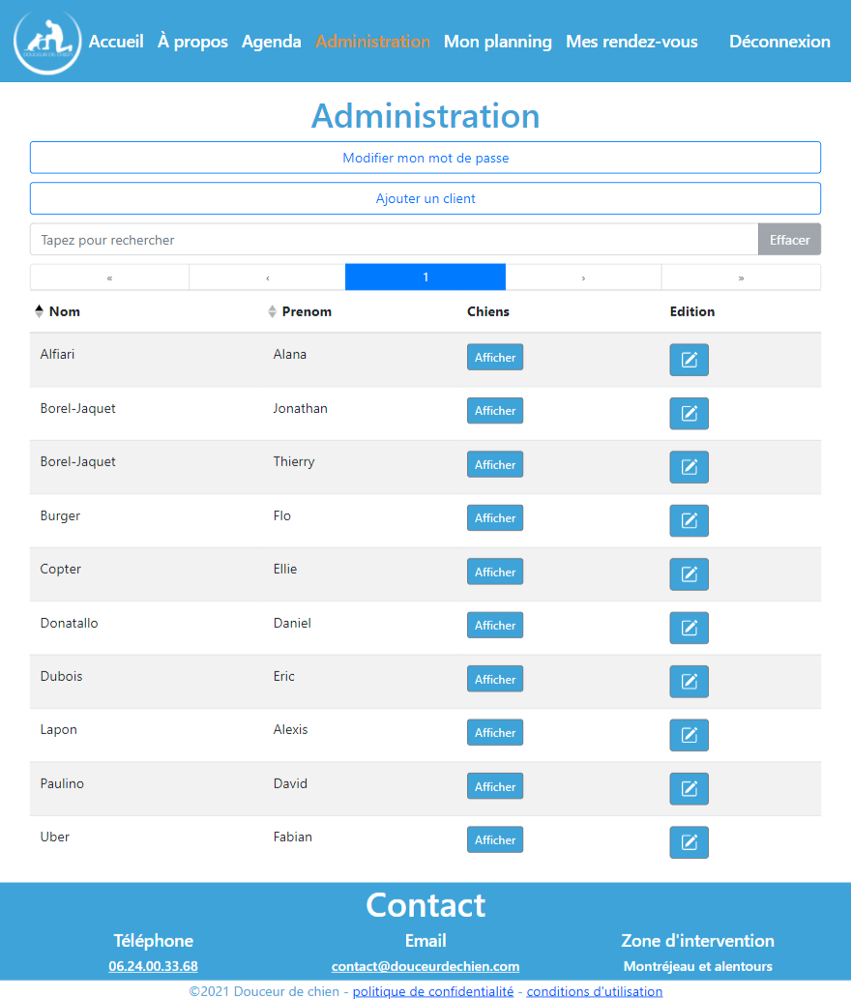 DOUCEUR DE CHIEN
Accueil À propos Agenda Administration Mon planning Mes rendez-vous Déconnexion
Administration
Modifier mon mot de passe
Ajouter un client
Tapez pour rechercher Effacer
« ‹ 1 › »
Nom Prenom Chiens Edition
Alfiari Alana Afficher
Borel-Jaquet Jonathan Afficher
Borel-Jaquet Thierry Afficher
Burger Flo Afficher
Copter Ellie Afficher
Donatallo Daniel Afficher
Dubois Eric Afficher
Lapon Alexis Afficher
Paulino David Afficher
Uber Fabian Afficher
Contact
Téléphone Email Zone d'intervention
06.24.00.33.68 contact@douceurdechien.com Montréjeau et alentours
©2021 Douceur de chien - politique de confidentialité - conditions d'utilisation